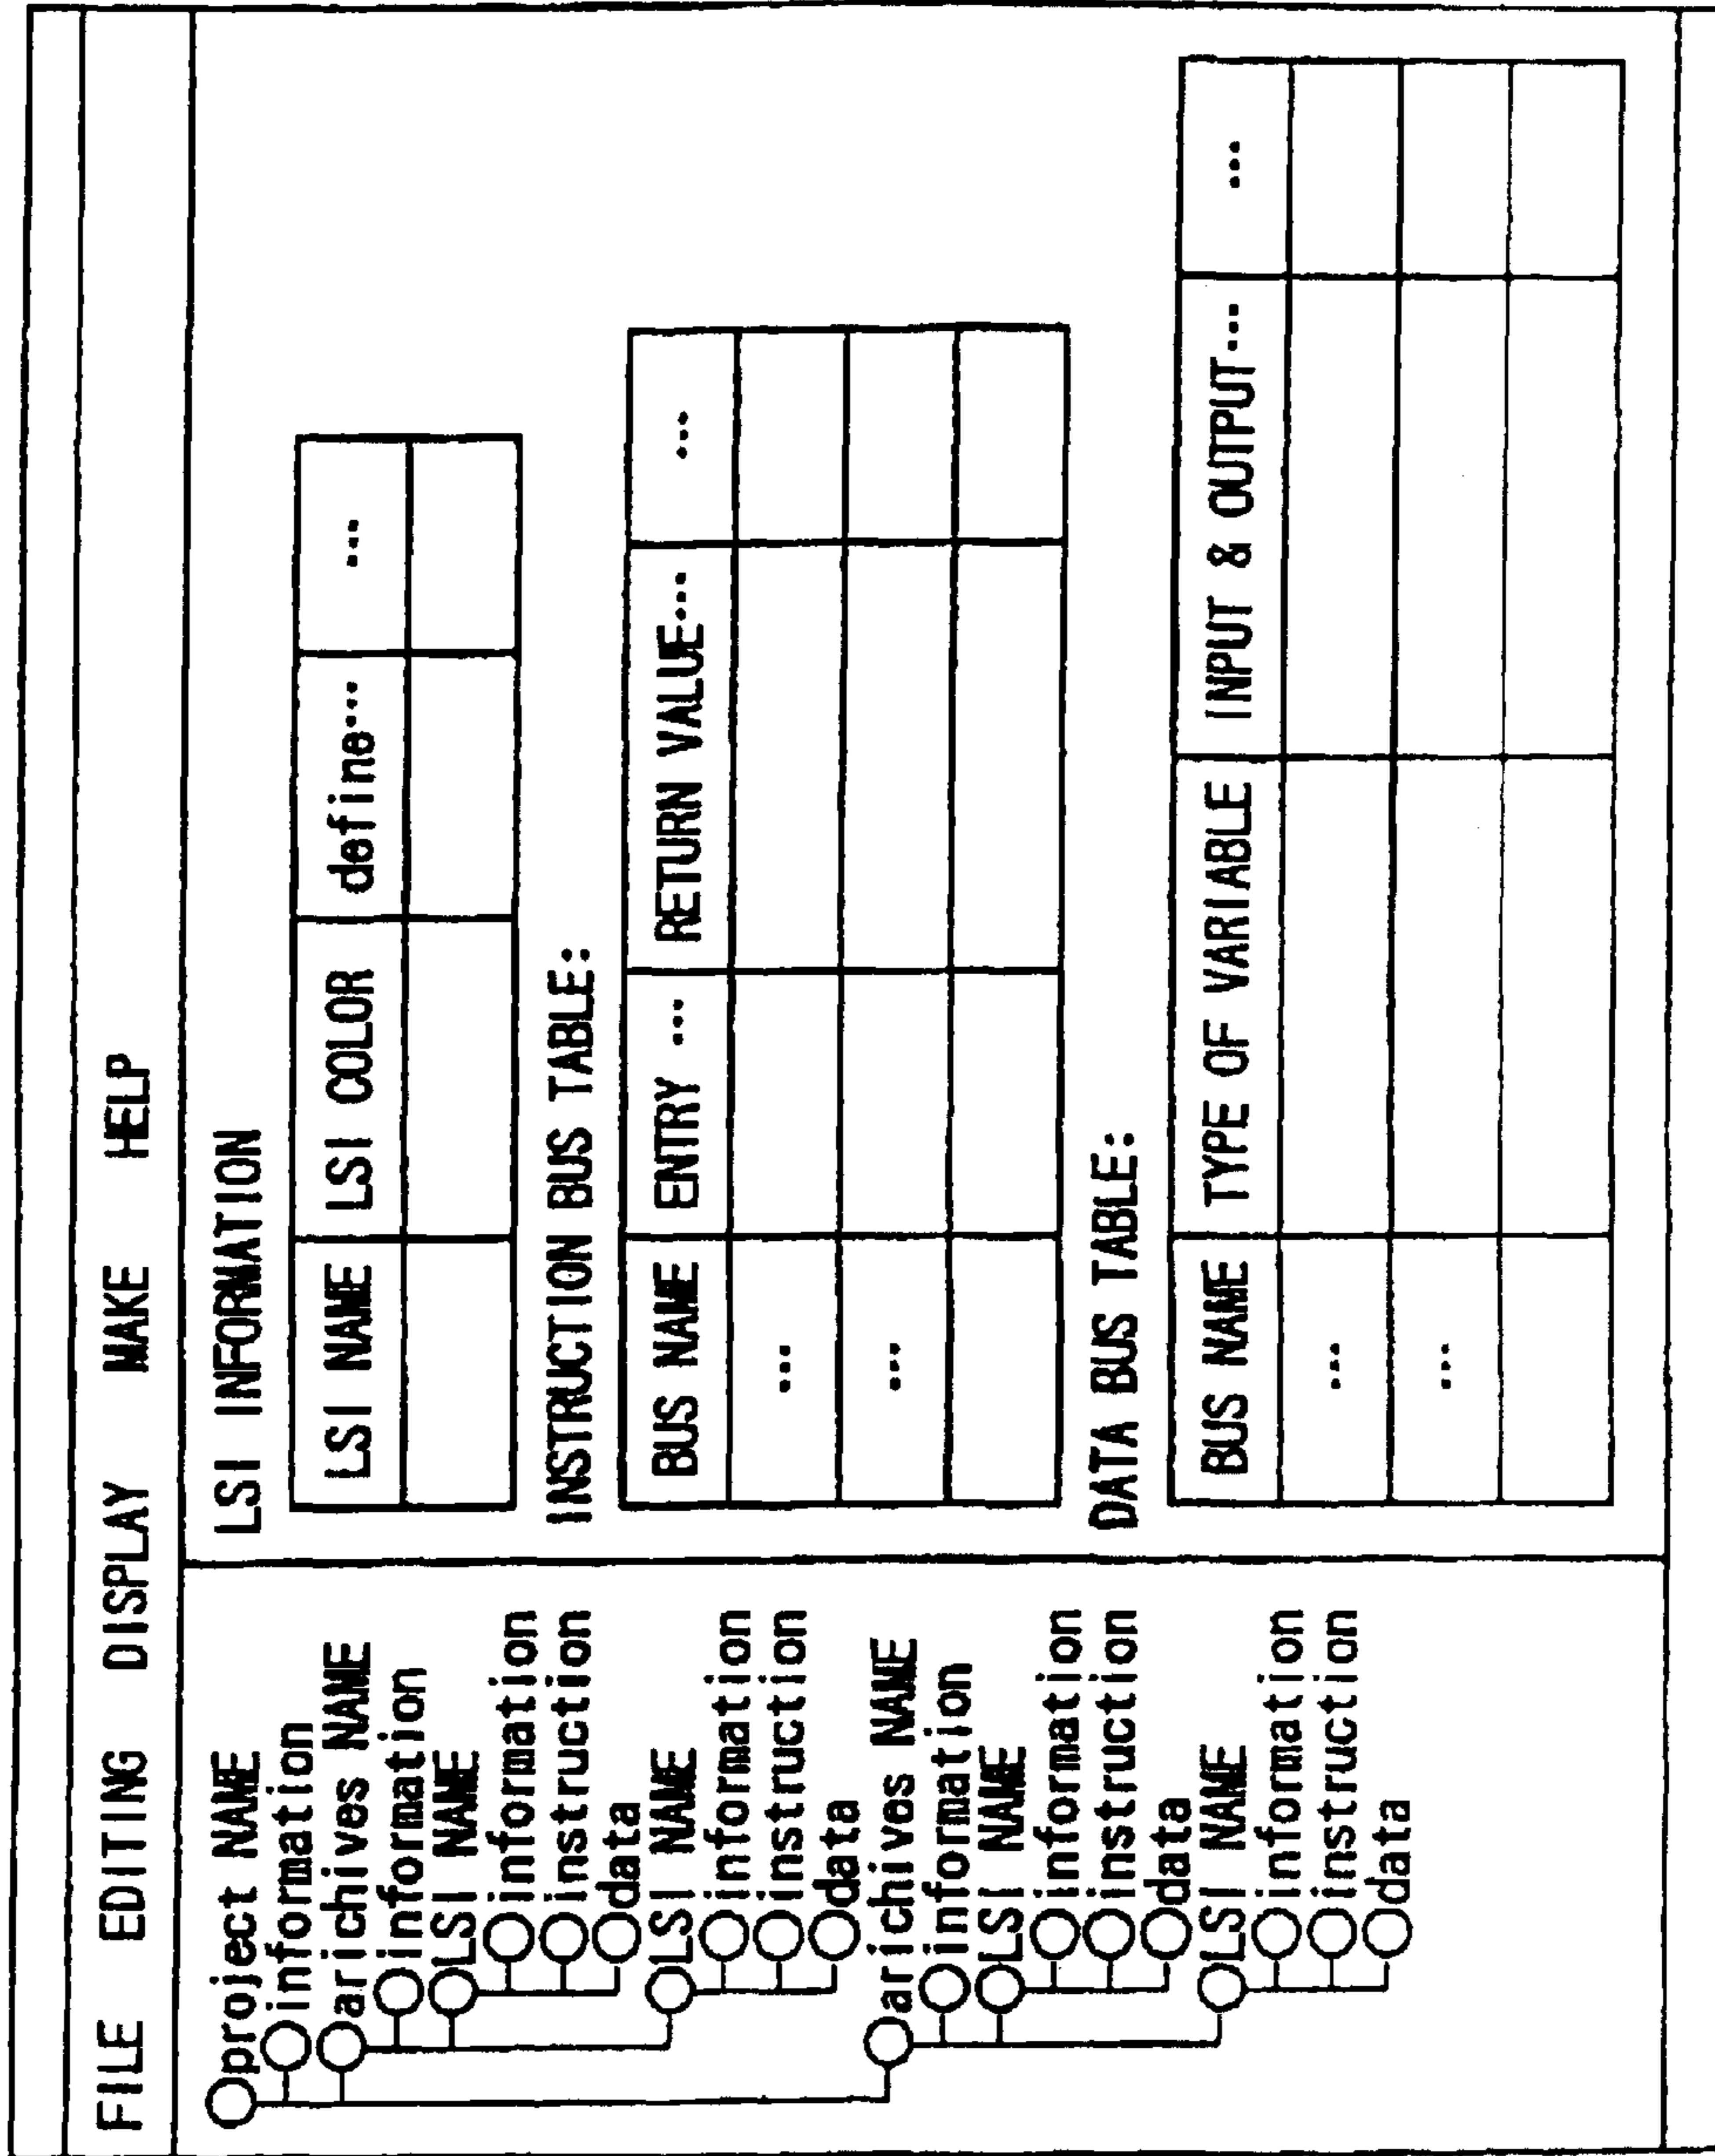 FILE EDITING DISPLAY MAKE HELP
project NAME
information
arichives NAME
information
LSI NAME
information
instruction
data
LSI NAME
information
instruction
data
arichives NAME
information
LSI NAME
information
instruction
data
LSI NAME
information
instruction
data
LSI INFORMATION
LSI NAME LSI COLOR define... ...
INSTRUCTION BUS TABLE:
BUS NAME ENTRY ... RETURN VALUE... ...
...
...
DATA BUS TABLE:
BUS NAME TYPE OF VARIABLE INPUT & OUTPUT... ...
...
...